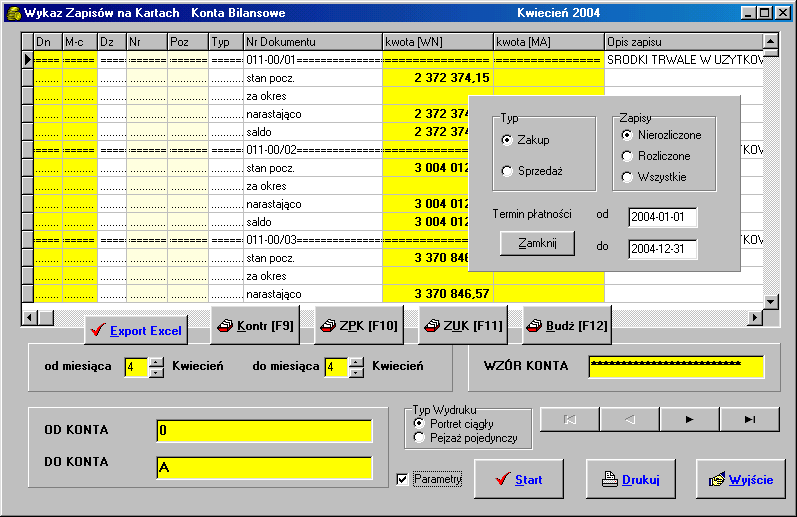 Wykaz Zapisów na Kartach Konta Bilansowe Kwiecień 2004
Dn M-c Dz Nr Poz Typ Nr Dokumentu kwota [WN] kwota [MA] Opis zapisu
011-00/01 SRODKI TRWALE W UZYTKOV
stan pocz. 2 372 374,15
za okres
narastająco 2 372 374
saldo 2 372 374
011-00/02
stan pocz. 3 004 012
za okres
narastająco 3 004 012
saldo 3 004 012
011-00/03
stan pocz. 3 370 846
za okres
narastająco 3 370 846,57
Typ
Zakup
Sprzedaż
Zapisy
Nierozliczone
Rozliczone
Wszystkie
Termin płatności od 2004-01-01
Zamknij do 2004-12-31
Export Excel Kontr [F9] ZPK [F10] ZUK [F11] Budż [F12]
od miesiąca 4 Kwiecień do miesiąca 4 Kwiecień WZÓR KONTA
OD KONTA 0
DO KONTA A
Typ Wydruku
Portret ciągły
Pejzaż pojedynczy
Parametry Start Drukuj Wyjście